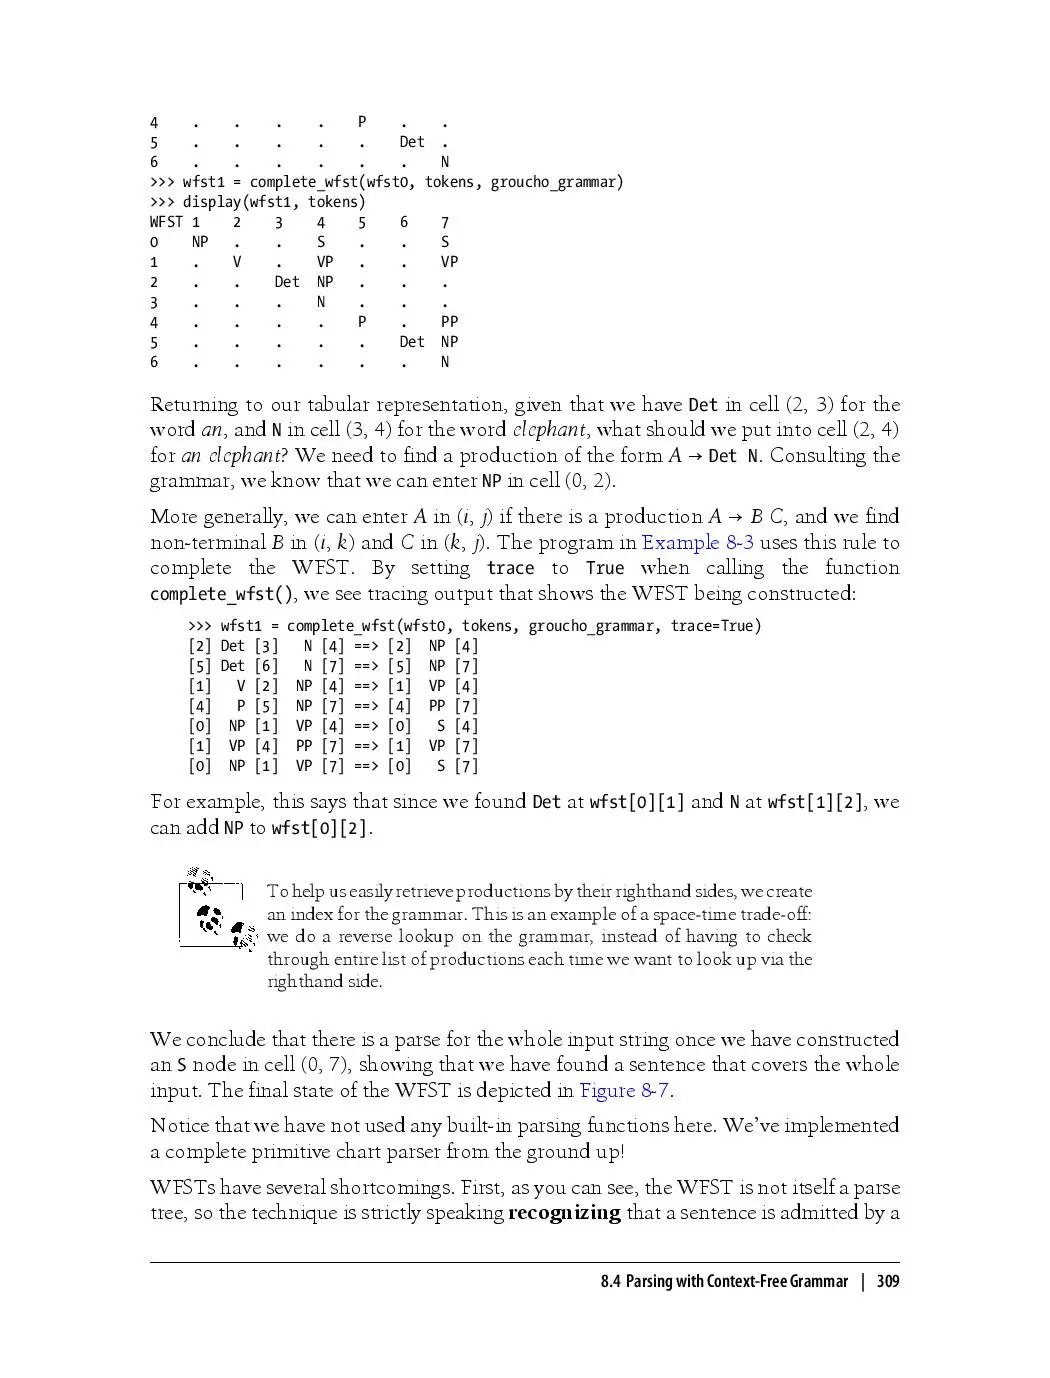 4 . . . . P . .
5 . . . . . Det .
6 . . . . . . N
>>> wfst1 = complete_wfst(wfst0, tokens, groucho_grammar)
>>> display(wfst1, tokens)
WFST 1 2 3 4 5 6 7
0 NP . . S . . S
1 . V . VP . . VP
2 . . Det NP . . .
3 . . . N . . .
4 . . . . P . PP
5 . . . . . Det NP
6 . . . . . . N
Returning to our tabular representation, given that we have Det in cell (2, 3) for the
word an, and N in cell (3, 4) for the word elephant, what should we put into cell (2, 4)
for an elephant? We need to find a production of the form A → Det N. Consulting the
grammar, we know that we can enter NP in cell (0, 2).
More generally, we can enter A in (i, j) if there is a production A → B C, and we find
non-terminal B in (i, k) and C in (k, j). The program in Example 8-3 uses this rule to
complete the WFST. By setting trace to True when calling the function
complete_wfst(), we see tracing output that shows the WFST being constructed:
>>> wfst1 = complete_wfst(wfst0, tokens, groucho_grammar, trace=True)
[2] Det [3] N [4] ==> [2] NP [4]
[5] Det [6] N [7] ==> [5] NP [7]
[1] V [2] NP [4] ==> [1] VP [4]
[4] P [5] NP [7] ==> [4] PP [7]
[0] NP [1] VP [4] ==> [0] S [4]
[1] VP [4] PP [7] ==> [1] VP [7]
[0] NP [1] VP [7] ==> [0] S [7]
For example, this says that since we found Det at wfst[0][1] and N at wfst[1][2], we
can add NP to wfst[0][2].
To help us easily retrieve productions by their righthand sides, we create
an index for the grammar. This is an example of a space-time trade-off:
we do a reverse lookup on the grammar, instead of having to check
through entire list of productions each time we want to look up via the
righthand side.
We conclude that there is a parse for the whole input string once we have constructed
an S node in cell (0, 7), showing that we have found a sentence that covers the whole
input. The final state of the WFST is depicted in Figure 8-7.
Notice that we have not used any built-in parsing functions here. We've implemented
a complete primitive chart parser from the ground up!
WFSTs have several shortcomings. First, as you can see, the WFST is not itself a parse
tree, so the technique is strictly speaking recognizing that a sentence is admitted by a
8.4 Parsing with Context-Free Grammar | 309